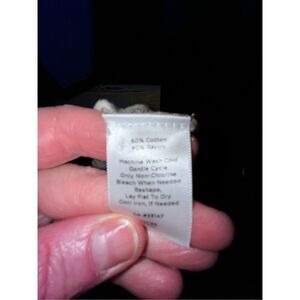 60% Cotton
40% Rayon
Machine Wash Cold
Gentle Cycle
Only Non-Chlorine
Bleach When Needed
Reshape,
Lay Flat To Dry
Cool Iron, If Needed